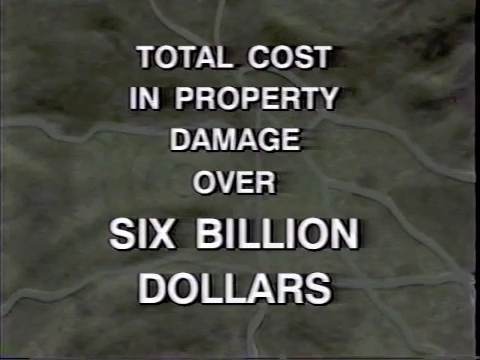 TOTAL COST
IN PROPERTY
DAMAGE
OVER
SIX BILLION
DOLLARS